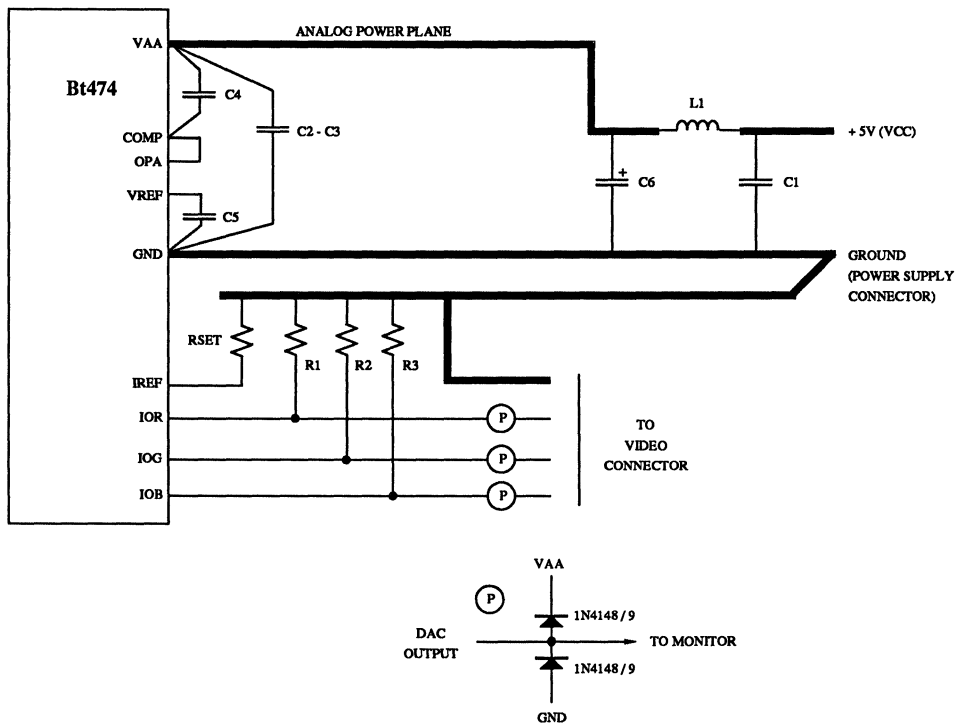 ANALOG POWER PLANE
VAA
Bt474
C4
L1
C2 - C3
+ 5V (VCC)
COMP
OPA
+
C6
C1
VREF
C5
GND
GROUND
(POWER SUPPLY
CONNECTOR)
RSET
R1
R2
R3
IREF
IOR
P
TO
VIDEO
CONNECTOR
IOG
P
IOB
P
VAA
P
1N4148 / 9
DAC
OUTPUT
TO MONITOR
1N4148 / 9
GND